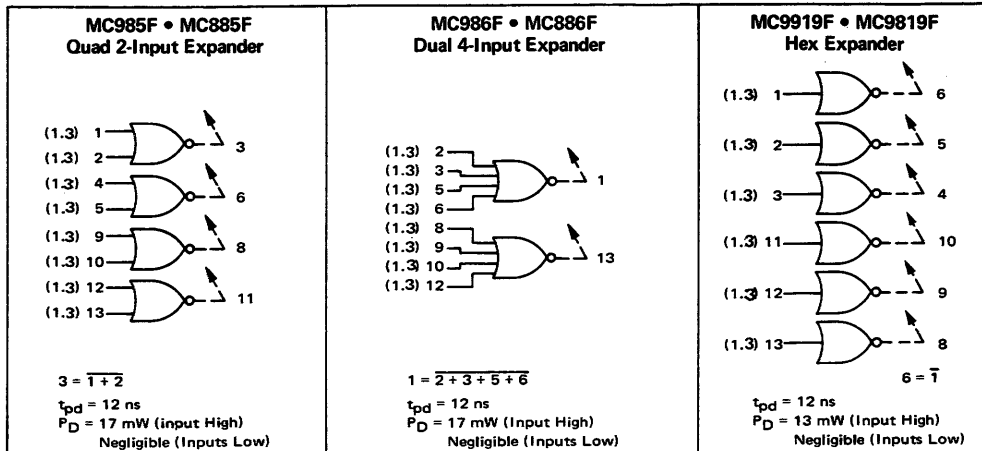 MC985F • MC885F
Quad 2-Input Expander
(1.3) 1
(1.3) 2
3
(1.3) 4
(1.3) 5
6
(1.3) 9
(1.3) 10
8
(1.3) 12
(1.3) 13
11
3 = \overline{1 + 2}
tpd = 12 ns
PD = 17 mW (input High)
Negligible (Inputs Low)
MC986F • MC886F
Dual 4-Input Expander
(1.3) 2
(1.3) 3
(1.3) 5
(1.3) 6
1
(1.3) 8
(1.3) 9
(1.3) 10
(1.3) 12
13
1 = \overline{2 + 3 + 5 + 6}
tpd = 12 ns
PD = 17 mW (Input High)
Negligible (Inputs Low)
MC9919F • MC9819F
Hex Expander
(1.3) 1
6
(1.3) 2
5
(1.3) 3
4
(1.3) 11
10
(1.3) 12
9
(1.3) 13
8
6 = \overline{1}
tpd = 12 ns
PD = 13 mW (Input High)
Negligible (Inputs Low)